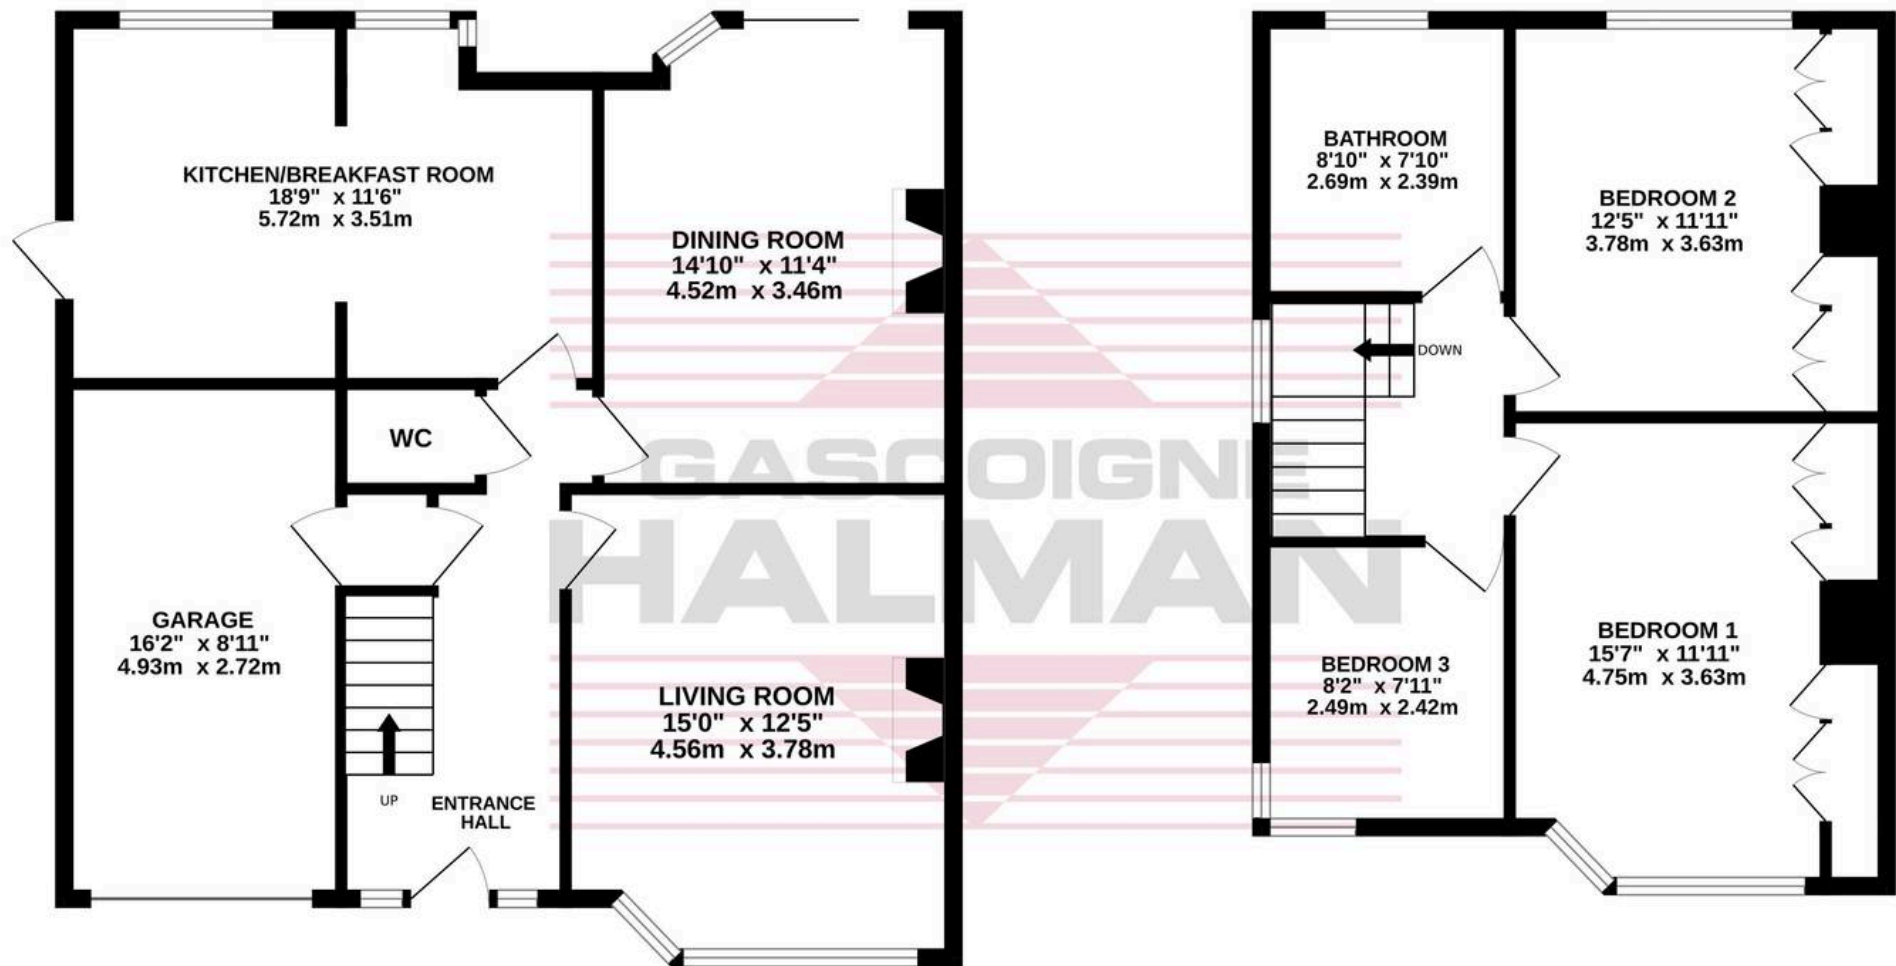 KITCHEN/BREAKFAST ROOM
18'9" x 11'6"
5.72m x 3.51m
DINING ROOM
14'10" x 11'4"
4.52m x 3.46m
WC
GARAGE
16'2" x 8'11"
4.93m x 2.72m
LIVING ROOM
15'0" x 12'5"
4.56m x 3.78m
UP
ENTRANCE
HALL
GASCOIGNE
HALMAN
BATHROOM
8'10" x 7'10"
2.69m x 2.39m
BEDROOM 2
12'5" x 11'11"
3.78m x 3.63m
DOWN
BEDROOM 1
15'7" x 11'11"
4.75m x 3.63m
BEDROOM 3
8'2" x 7'11"
2.49m x 2.42m